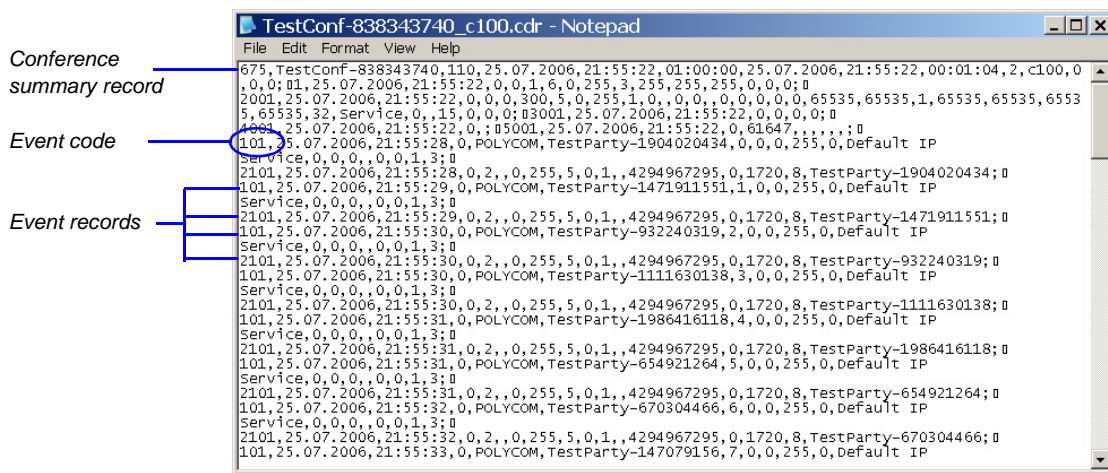 TestConf-838343740_c100.cdr - Notepad
File Edit Format View Help
Conference
summary record
Event code
Event records
675,TestConf-838343740,110,25.07.2006,21:55:22,01:00:00,25.07.2006,21:55:22,00:01:04,2,c100,0
,0,0;▯1,25.07.2006,21:55:22,0,0,1,6,0,255,3,255,255,255,0,0,0;▯
2001,25.07.2006,21:55:22,0,0,0,300,5,0,255,1,0,,0,0,,0,0,0,0,0,0,65535,65535,1,65535,65535,6553
5,65535,32,Service,0,,15,0,0,0;▯3001,25.07.2006,21:55:22,0,0,0,0;▯
4001,25.07.2006,21:55:22,0,;▯5001,25.07.2006,21:55:22,0,61647,,,,,,;▯
101,25.07.2006,21:55:28,0,POLYCOM,TestParty-1904020434,0,0,0,255,0,Default IP
Service,0,0,0,,0,0,1,3;▯
2101,25.07.2006,21:55:28,0,2,,0,255,5,0,1,,4294967295,0,1720,8,TestParty-1904020434;▯
101,25.07.2006,21:55:29,0,POLYCOM,TestParty-1471911551,1,0,0,255,0,Default IP
Service,0,0,0,,0,0,1,3;▯
2101,25.07.2006,21:55:29,0,2,,0,255,5,0,1,,4294967295,0,1720,8,TestParty-1471911551;▯
101,25.07.2006,21:55:30,0,POLYCOM,TestParty-932240319,2,0,0,255,0,Default IP
Service,0,0,0,,0,0,1,3;▯
2101,25.07.2006,21:55:30,0,2,,0,255,5,0,1,,4294967295,0,1720,8,TestParty-932240319;▯
101,25.07.2006,21:55:30,0,POLYCOM,TestParty-1111630138,3,0,0,255,0,Default IP
Service,0,0,0,,0,0,1,3;▯
2101,25.07.2006,21:55:30,0,2,,0,255,5,0,1,,4294967295,0,1720,8,TestParty-1111630138;▯
101,25.07.2006,21:55:31,0,POLYCOM,TestParty-1986416118,4,0,0,255,0,Default IP
Service,0,0,0,,0,0,1,3;▯
2101,25.07.2006,21:55:31,0,2,,0,255,5,0,1,,4294967295,0,1720,8,TestParty-1986416118;▯
101,25.07.2006,21:55:31,0,POLYCOM,TestParty-654921264,5,0,0,255,0,Default IP
Service,0,0,0,,0,0,1,3;▯
2101,25.07.2006,21:55:31,0,2,,0,255,5,0,1,,4294967295,0,1720,8,TestParty-654921264;▯
101,25.07.2006,21:55:32,0,POLYCOM,TestParty-670304466,6,0,0,255,0,Default IP
Service,0,0,0,,0,0,1,3;▯
2101,25.07.2006,21:55:32,0,2,,0,255,5,0,1,,4294967295,0,1720,8,TestParty-670304466;▯
101,25.07.2006,21:55:33,0,POLYCOM,TestParty-147079156,7,0,0,255,0,Default IP